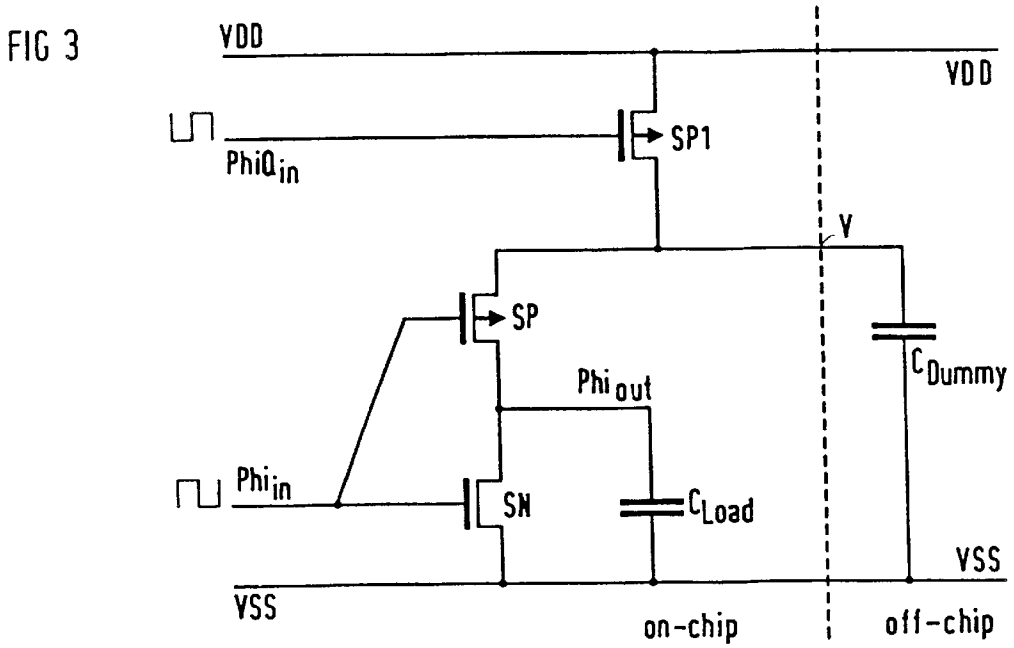 FIG 3
VDD
VDD
SP1
PhiQin
V
SP
CDummy
Phiout
Phiin
SN
CLoad
VSS
VSS
on-chip
off-chip